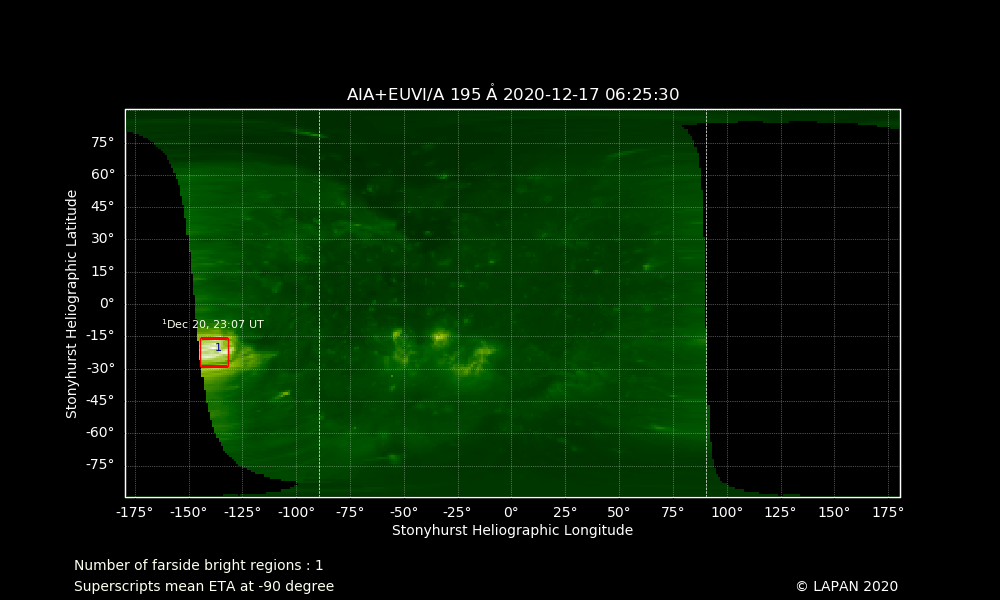 AIA+EUVI/A 195 Å 2020-12-17 06:25:30
Stonyhurst Heliographic Latitude
75°
60°
45°
30°
15°
0°
-15°
-30°
-45°
-60°
-75°
¹Dec 20, 23:07 UT
1
-175° -150° -125° -100° -75° -50° -25° 0° 25° 50° 75° 100° 125° 150° 175°
Stonyhurst Heliographic Longitude
Number of farside bright regions : 1
Superscripts mean ETA at -90 degree
© LAPAN 2020